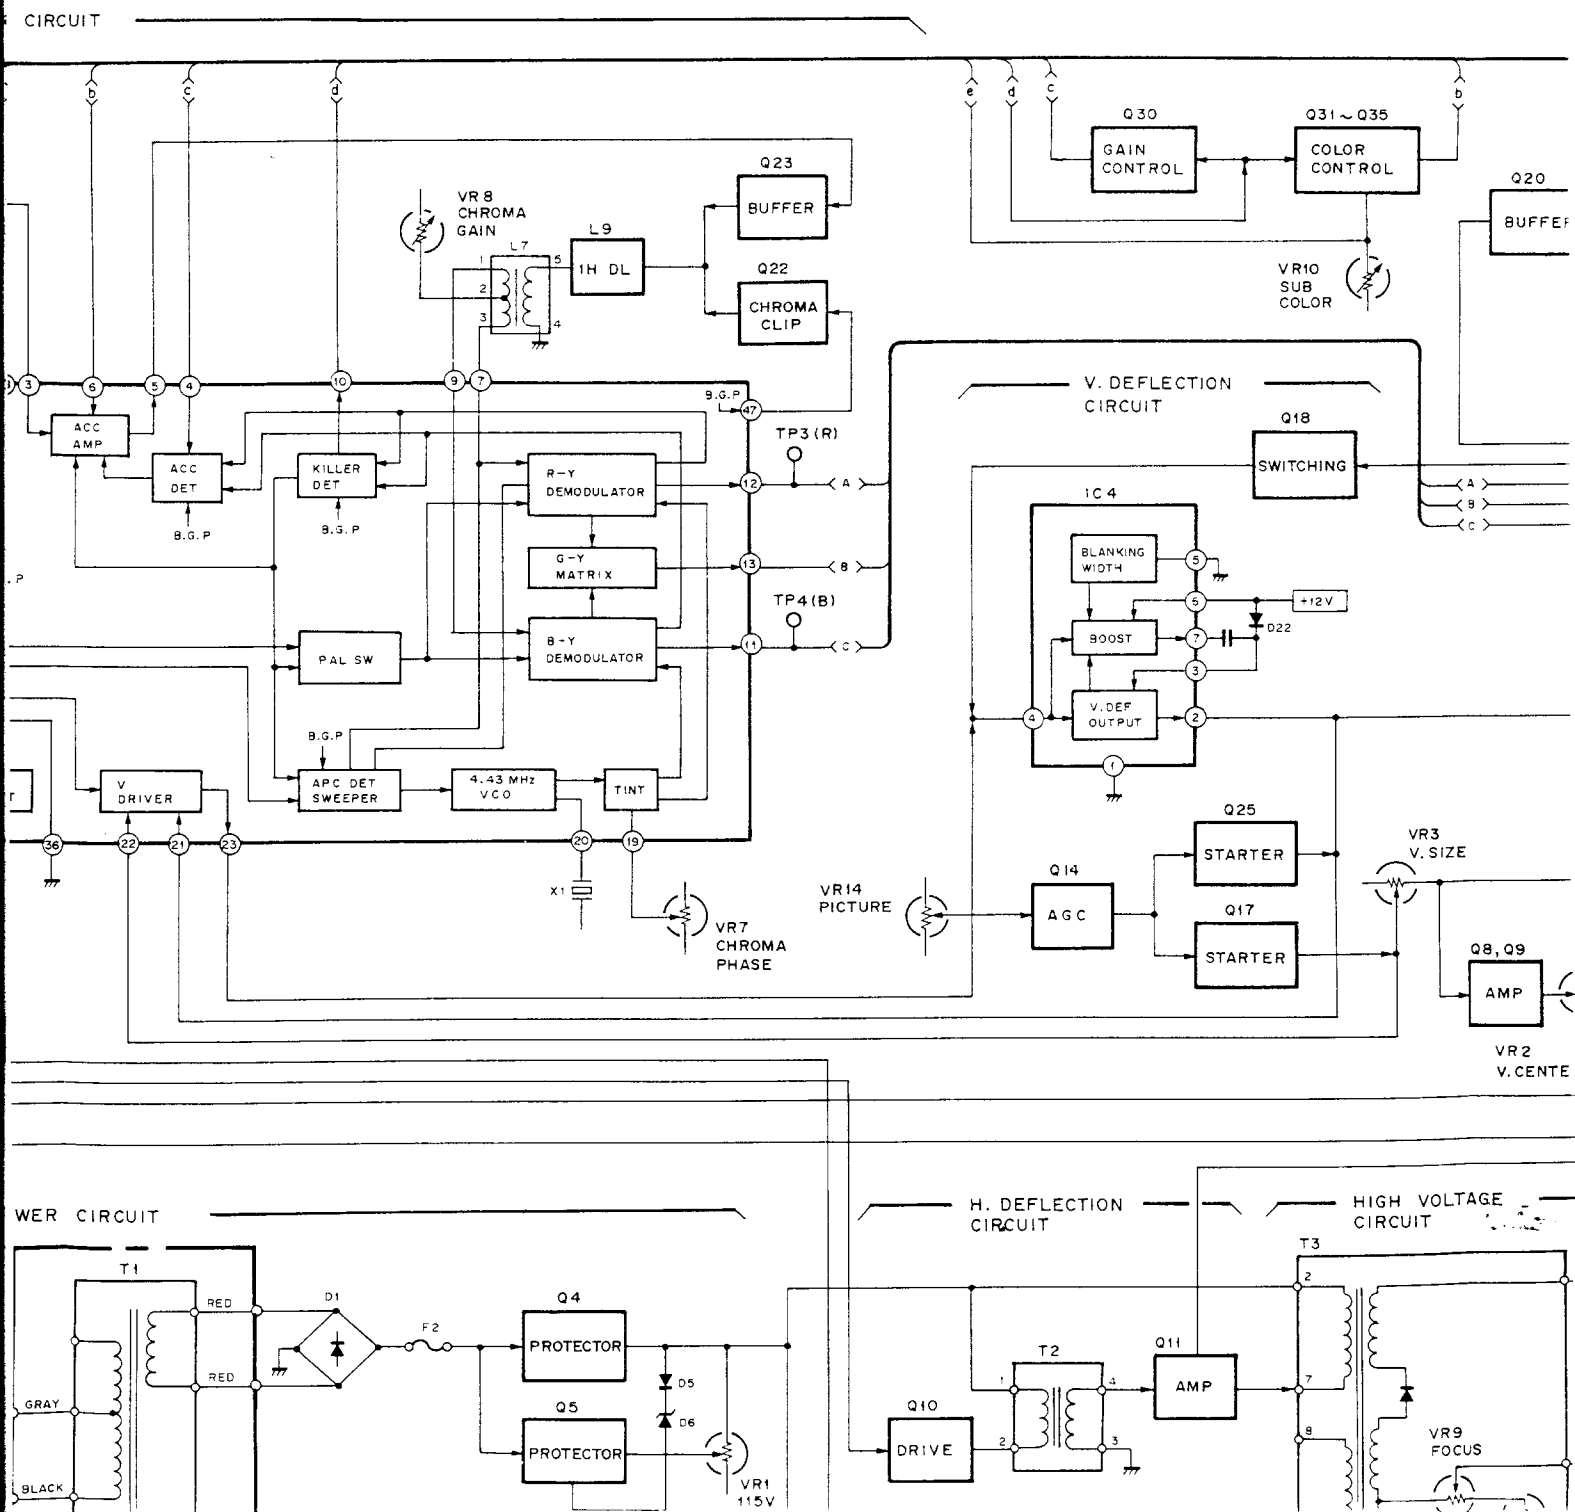 CIRCUIT
b
c
d
e
d
c
b
Q30
GAIN
CONTROL
Q31~Q35
COLOR
CONTROL
Q23
BUFFER
Q20
BUFFER
VR8
CHROMA
GAIN
L7
1
2
3
5
4
L9
1H DL
Q22
CHROMA
CLIP
VR10
SUB
COLOR
3
6
5
4
10
9
7
B.G.P
47
V. DEFLECTION
CIRCUIT
ACC
AMP
ACC
DET
B.G.P
KILLER
DET
B.G.P
R-Y
DEMODULATOR
G-Y
MATRIX
B-Y
DEMODULATOR
TP3(R)
12
A
13
B
TP4(B)
11
C
Q18
SWITCHING
A
B
C
IC4
BLANKING
WIDTH
5
6
+12V
D22
BOOST
7
3
4
V.DEF
OUTPUT
2
1
.P
PAL SW
B.G.P
APC DET
SWEEPER
4.43 MHz
VCO
TINT
T
V
DRIVER
36
22
21
23
20
19
X1
VR7
CHROMA
PHASE
VR14
PICTURE
Q14
AGC
Q25
STARTER
Q17
STARTER
VR3
V.SIZE
Q8,Q9
AMP
VR2
V.CENTE
WER CIRCUIT
H. DEFLECTION
CIRCUIT
HIGH VOLTAGE
CIRCUIT
T1
RED
RED
GRAY
BLACK
D1
F2
Q4
PROTECTOR
Q5
PROTECTOR
D5
D6
VR1
115V
Q10
DRIVE
T2
1
2
4
3
Q11
AMP
T3
2
7
8
VR9
FOCUS